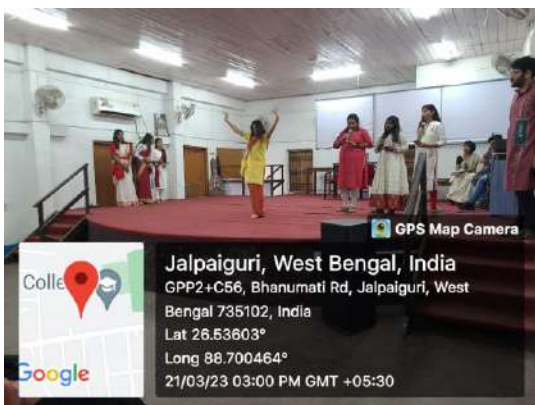 GPS Map Camera
Colle
Google
Jalpaiguri, West Bengal, India
GPP2+C56, Bhanumati Rd, Jalpaiguri, West
Bengal 735102, India
Lat 26.53603°
Long 88.700464°
21/03/23 03:00 PM GMT +05:30